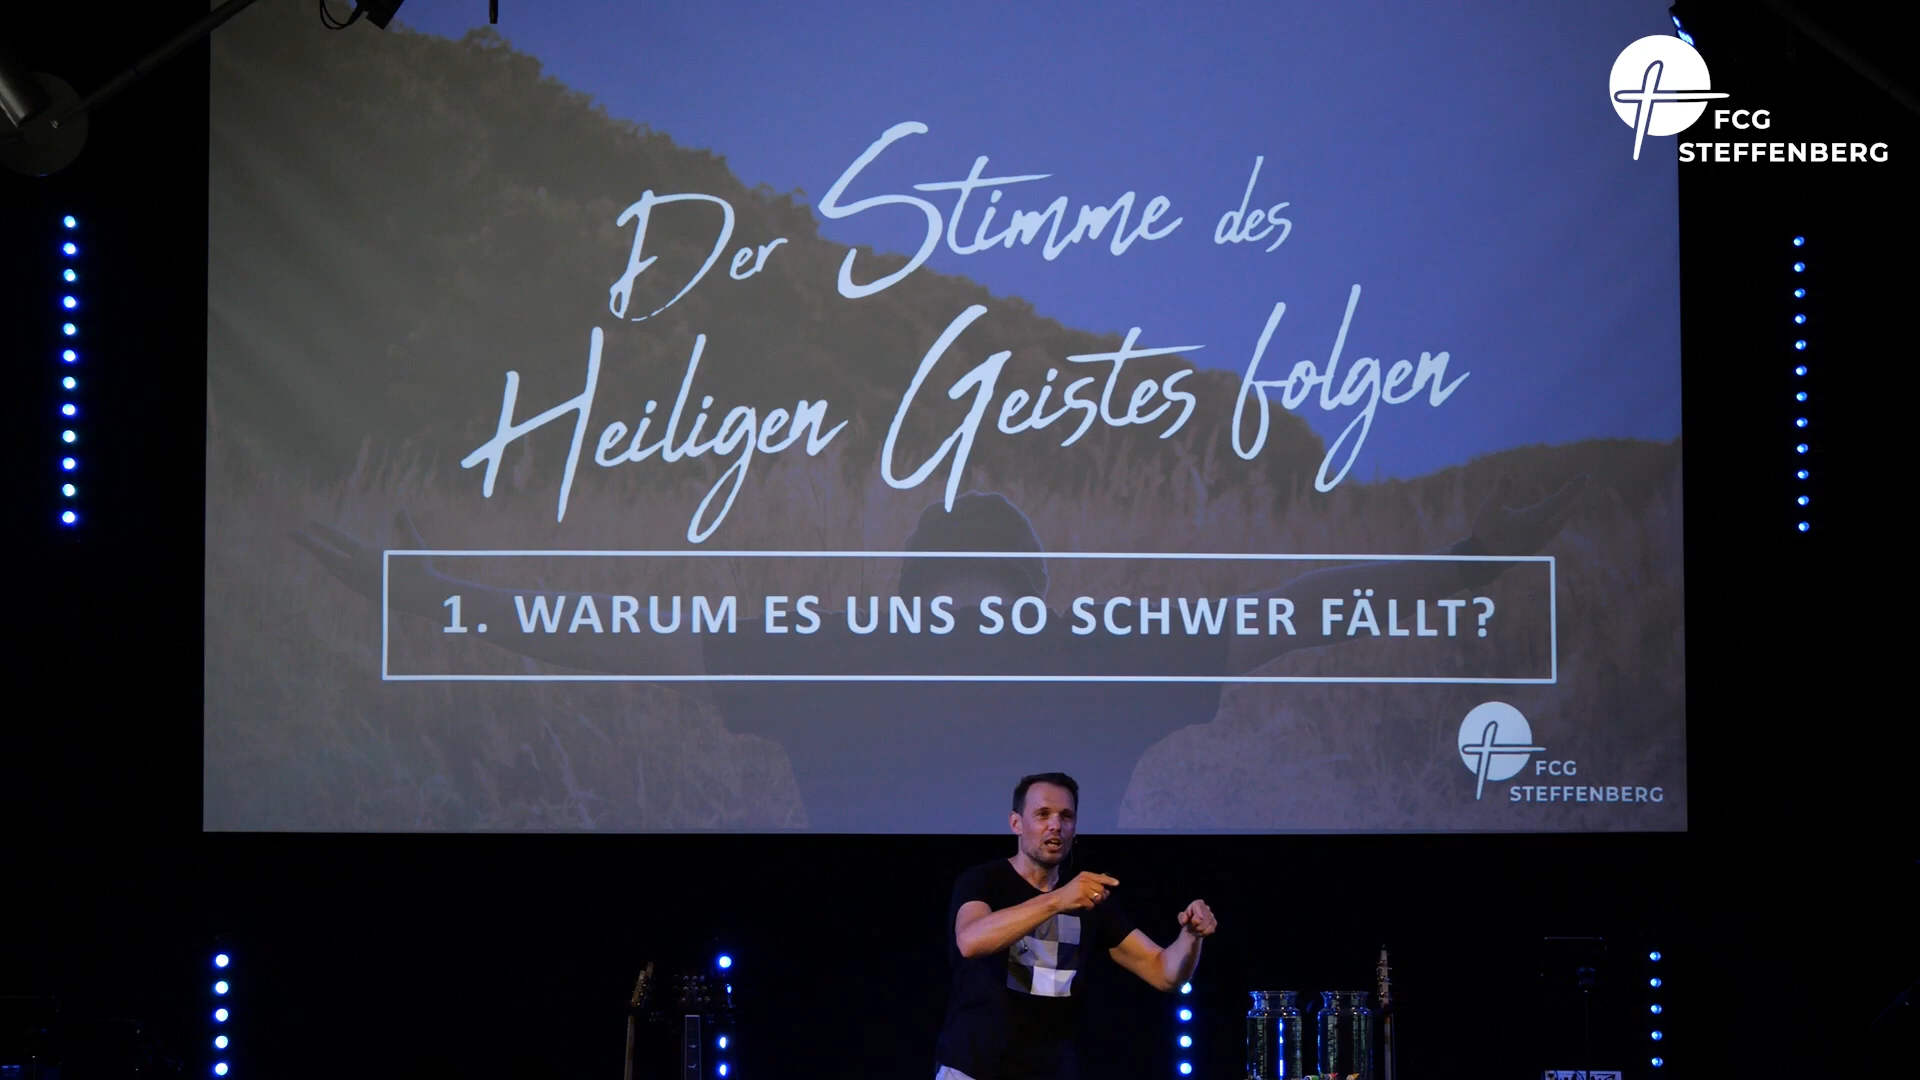 FCG
STEFFENBERG
Der Stimme des
Heiligen Geistes folgen
1. WARUM ES UNS SO SCHWER FÄLLT?
FCG
STEFFENBERG